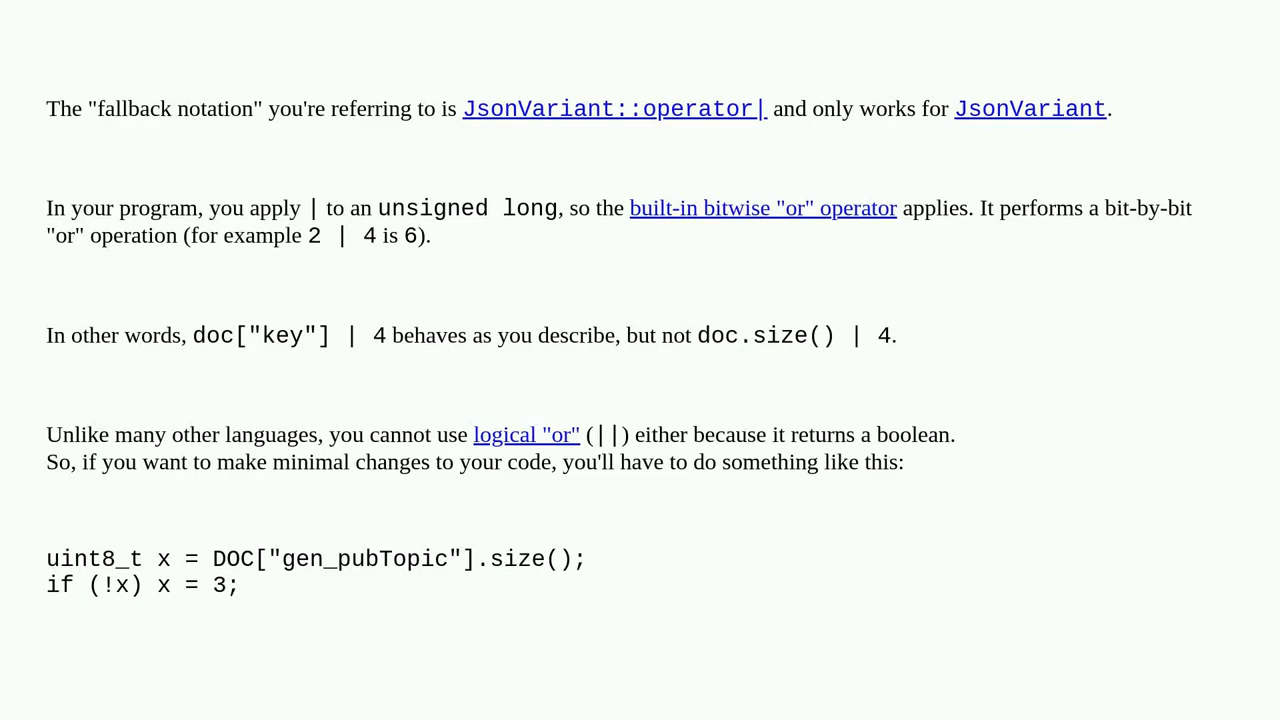 The "fallback notation" you're referring to is JsonVariant::operator| and only works for JsonVariant.
In your program, you apply | to an unsigned long, so the built-in bitwise "or" operator applies. It performs a bit-by-bit
"or" operation (for example 2 | 4 is 6).
In other words, doc["key"] | 4 behaves as you describe, but not doc.size() | 4.
Unlike many other languages, you cannot use logical "or" (||) either because it returns a boolean.
So, if you want to make minimal changes to your code, you'll have to do something like this:
uint8_t x = DOC["gen_pubTopic"].size();
if (!x) x = 3;